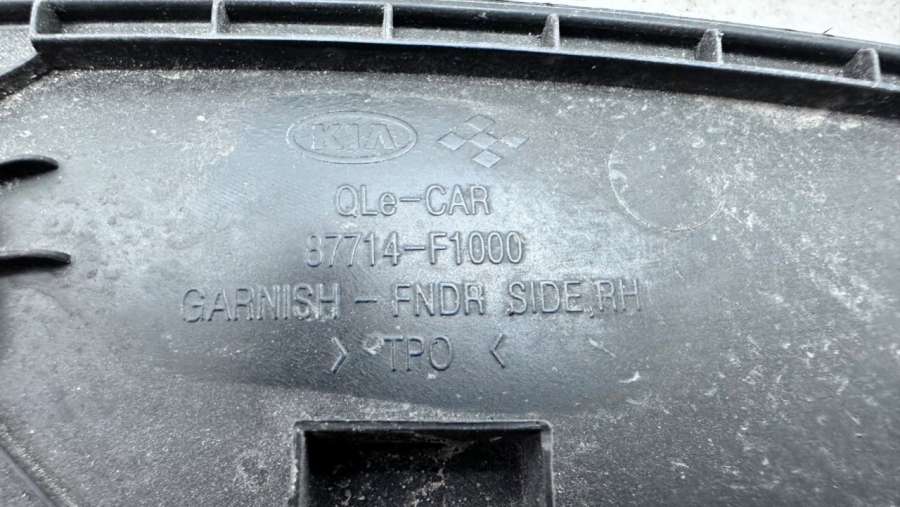 KIA
QLe-CAR
87714-F1000
GARNISH - FNDR SIDE,RH
> TPO <